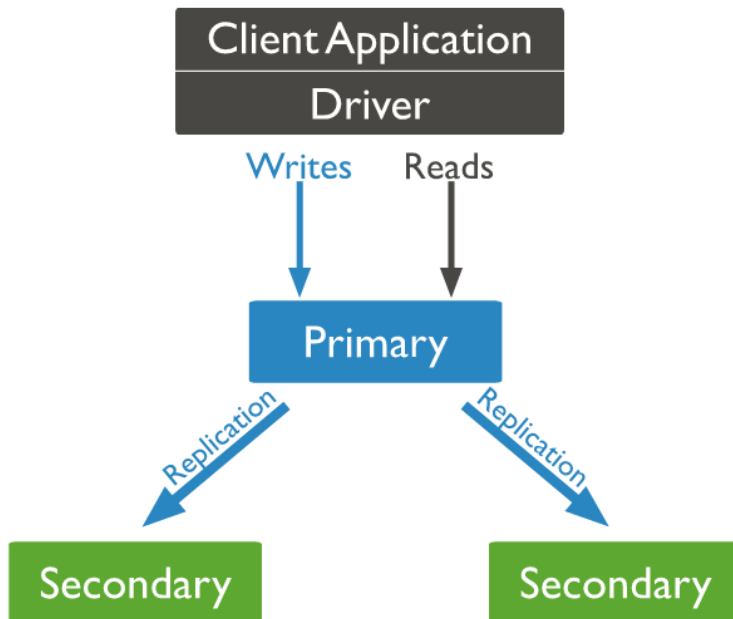 Client Application
Driver
Writes
Reads
Primary
Replication
Replication
Secondary
Secondary